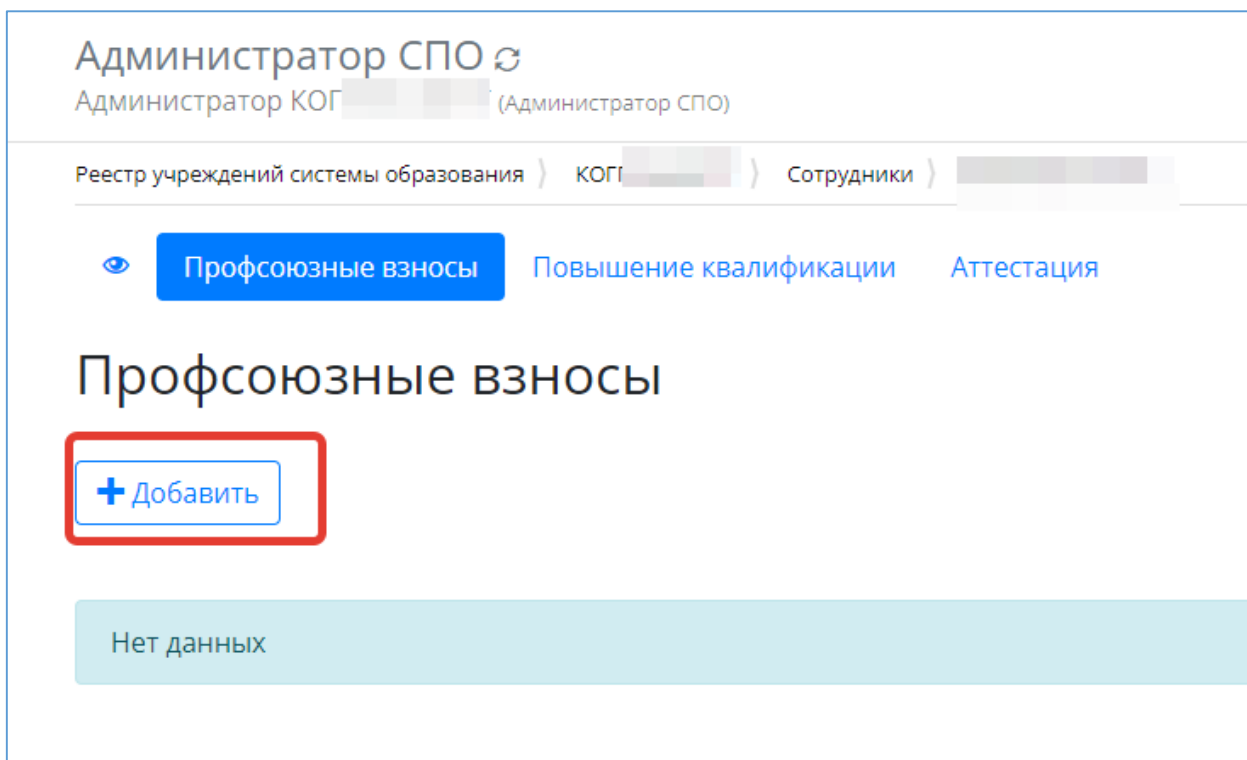 Администратор СПО
Администратор (Администратор СПО)
Реестр учреждений системы образования Сотрудники
Профсоюзные взносы Повышение квалификации Аттестация
Профсоюзные взносы
Добавить
Нет данных